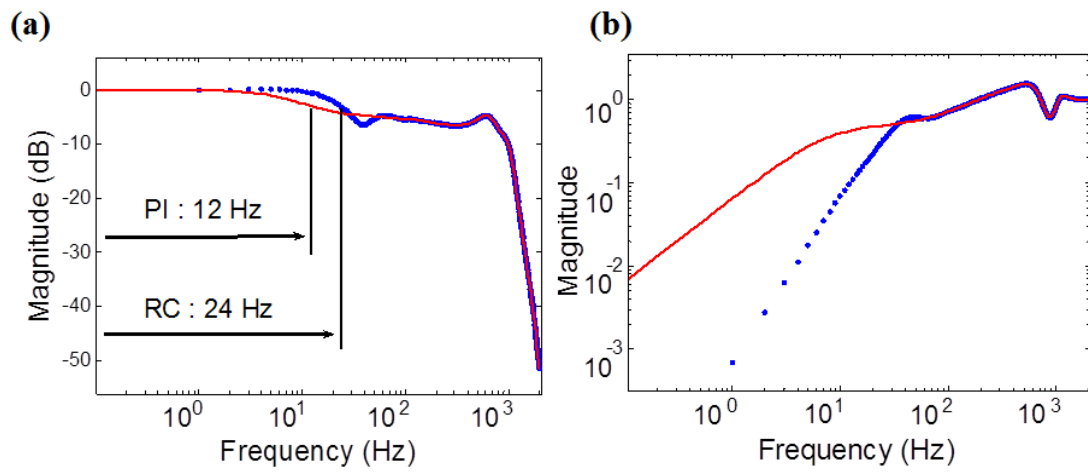 (a)
0
-10
-20
-30
-40
-50
Magnitude (dB)
PI : 12 Hz
RC : 24 Hz
10^0
10^1
10^2
10^3
Frequency (Hz)
(b)
10^0
10^-1
10^-2
10^-3
Magnitude
10^0
10^1
10^2
10^3
Frequency (Hz)